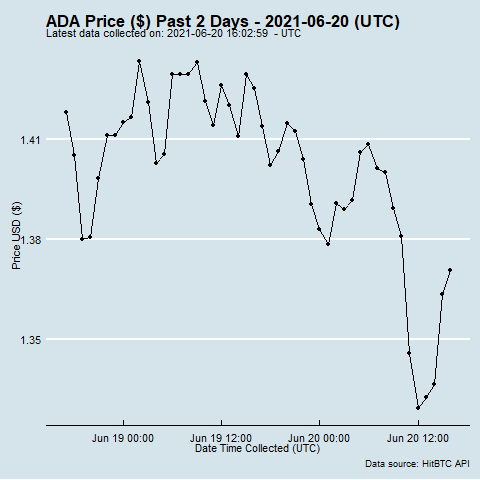 ADA Price ($) Past 2 Days - 2021-06-20 (UTC)
Latest data collected on: 2021-06-20 16:02:59 - UTC
1.41
1.38
1.35
Price USD ($)
Jun 19 00:00 Jun 19 12:00 Jun 20 00:00 Jun 20 12:00
Date Time Collected (UTC)
Data source: HitBTC API